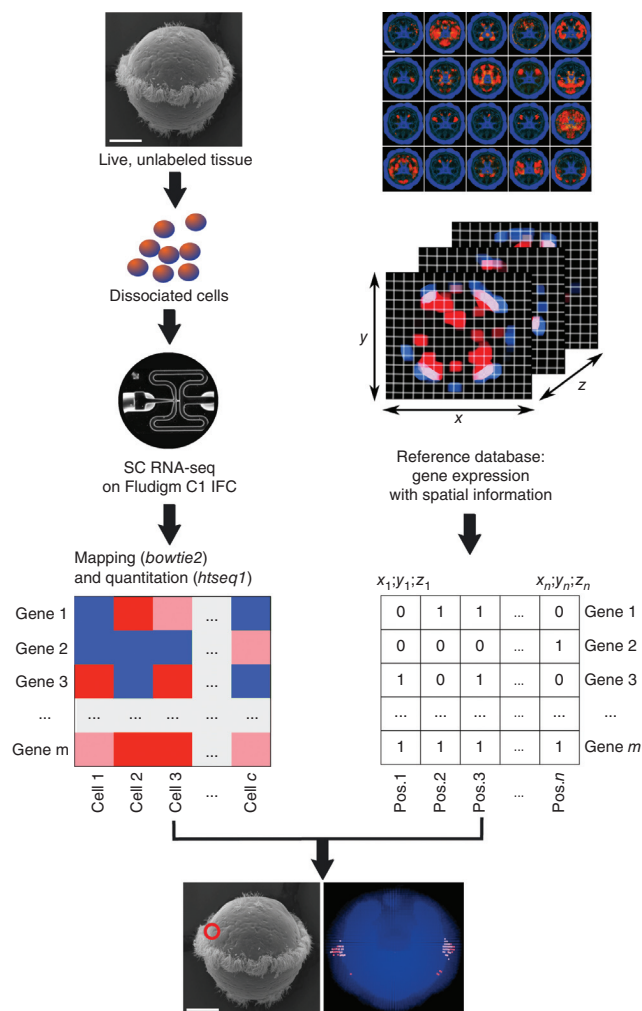 Live, unlabeled tissue
Dissociated cells
SC RNA-seq
on Fludigm C1 IFC
Mapping (bowtie2)
and quantitation (htseq1)
Gene 1 ...
Gene 2 ...
Gene 3 ...
... ... ... ... ... ...
Gene m ...
Cell 1 Cell 2 Cell 3 ... Cell c
y
x
z
Reference database:
gene expression
with spatial information
x1;y1;z1 xn;yn;zn
0 1 1 ... 0 Gene 1
0 0 0 ... 1 Gene 2
1 0 1 ... 0 Gene 3
... ... ... ... ... ...
1 1 1 ... 1 Gene m
Pos.1 Pos.2 Pos.3 ... Pos.n